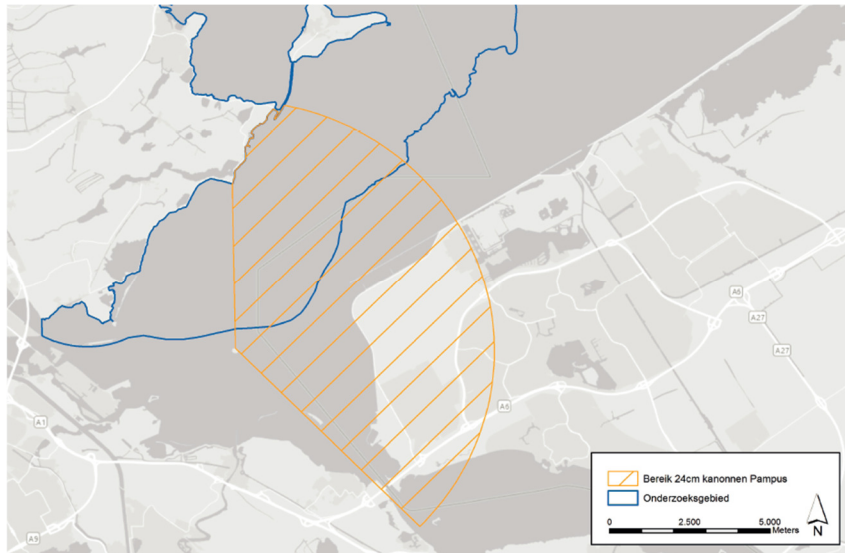 A6
A27
A27
A6
A1
A9
Bereik 24cm kanonnen Pampus
Onderzoeksgebied
0 2.500 5.000
Meters
N